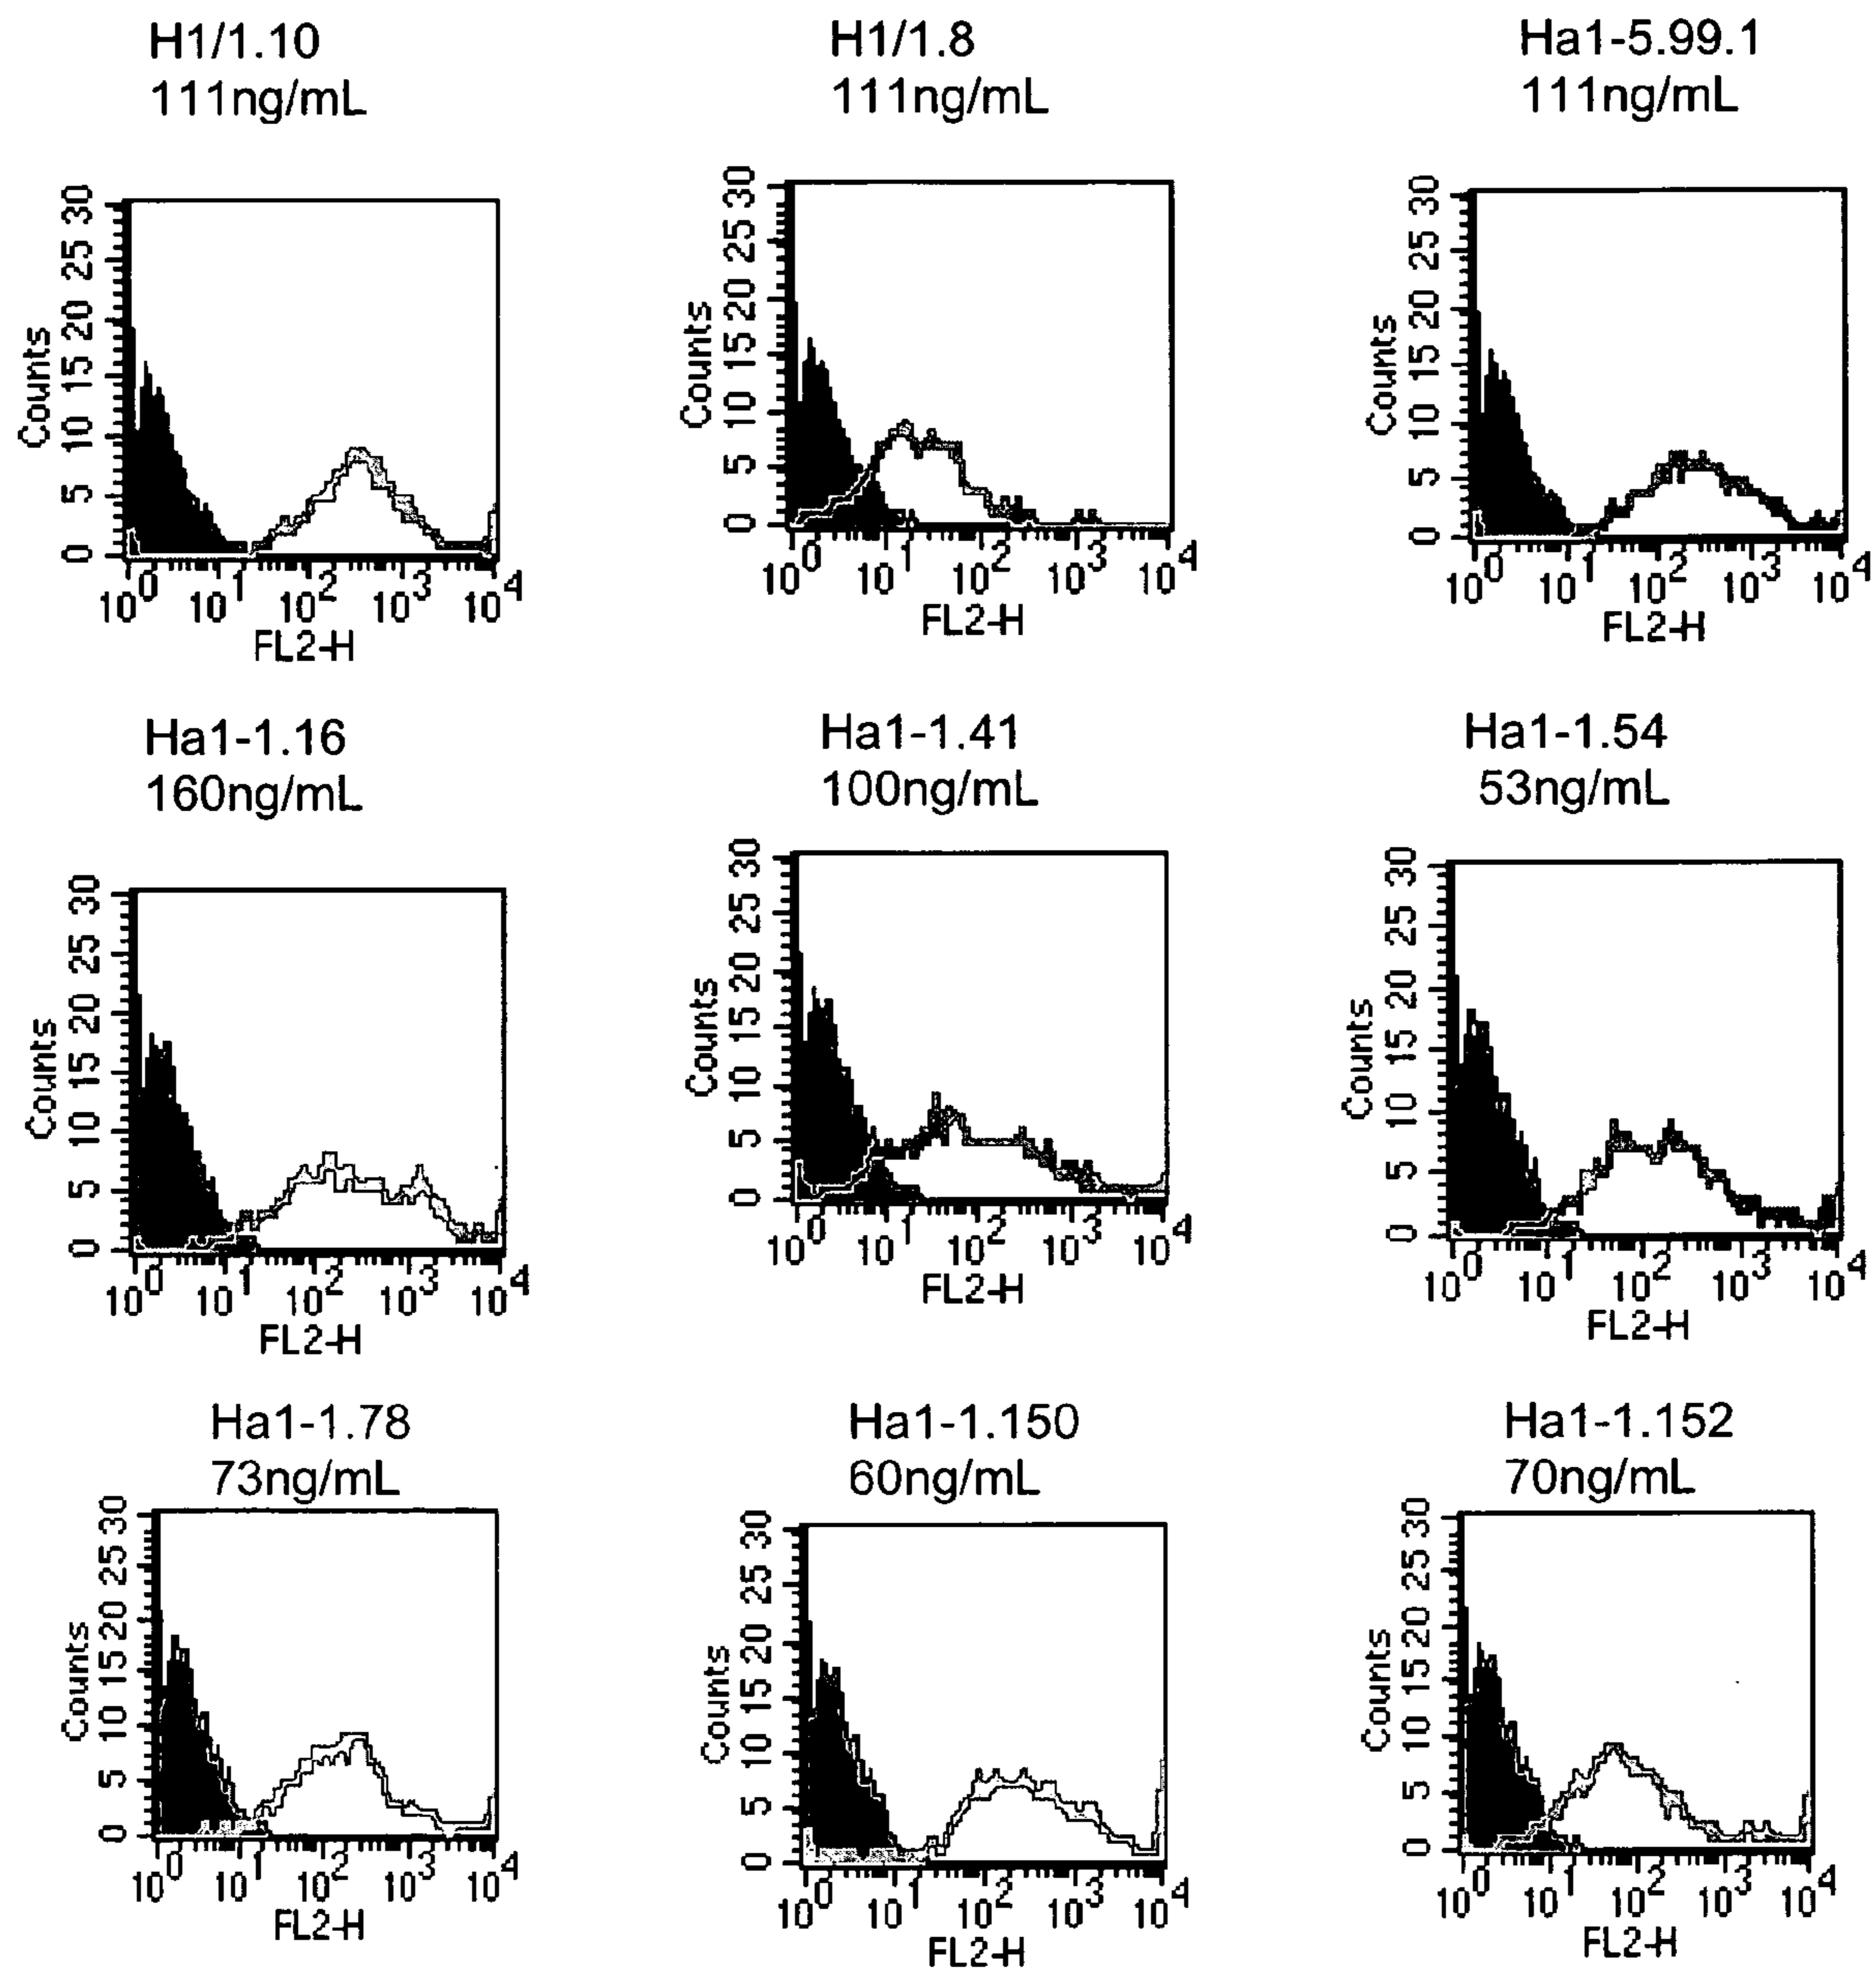 H1/1.10
111ng/mL
30
25
20
15
10
5
0
Counts
10^0 10^1 10^2 10^3 10^4
FL2-H
H1/1.8
111ng/mL
30
25
20
15
10
5
0
Counts
10^0 10^1 10^2 10^3 10^4
FL2-H
Ha1-5.99.1
111ng/mL
30
25
20
15
10
5
0
Counts
10^0 10^1 10^2 10^3 10^4
FL2-H
Ha1-1.16
160ng/mL
30
25
20
15
10
5
0
Counts
10^0 10^1 10^2 10^3 10^4
FL2-H
Ha1-1.41
100ng/mL
30
25
20
15
10
5
0
Counts
10^0 10^1 10^2 10^3 10^4
FL2-H
Ha1-1.54
53ng/mL
30
25
20
15
10
5
0
Counts
10^0 10^1 10^2 10^3 10^4
FL2-H
Ha1-1.78
73ng/mL
30
25
20
15
10
5
0
Counts
10^0 10^1 10^2 10^3 10^4
FL2-H
Ha1-1.150
60ng/mL
30
25
20
15
10
5
0
Counts
10^0 10^1 10^2 10^3 10^4
FL2-H
Ha1-1.152
70ng/mL
30
25
20
15
10
5
0
Counts
10^0 10^1 10^2 10^3 10^4
FL2-H